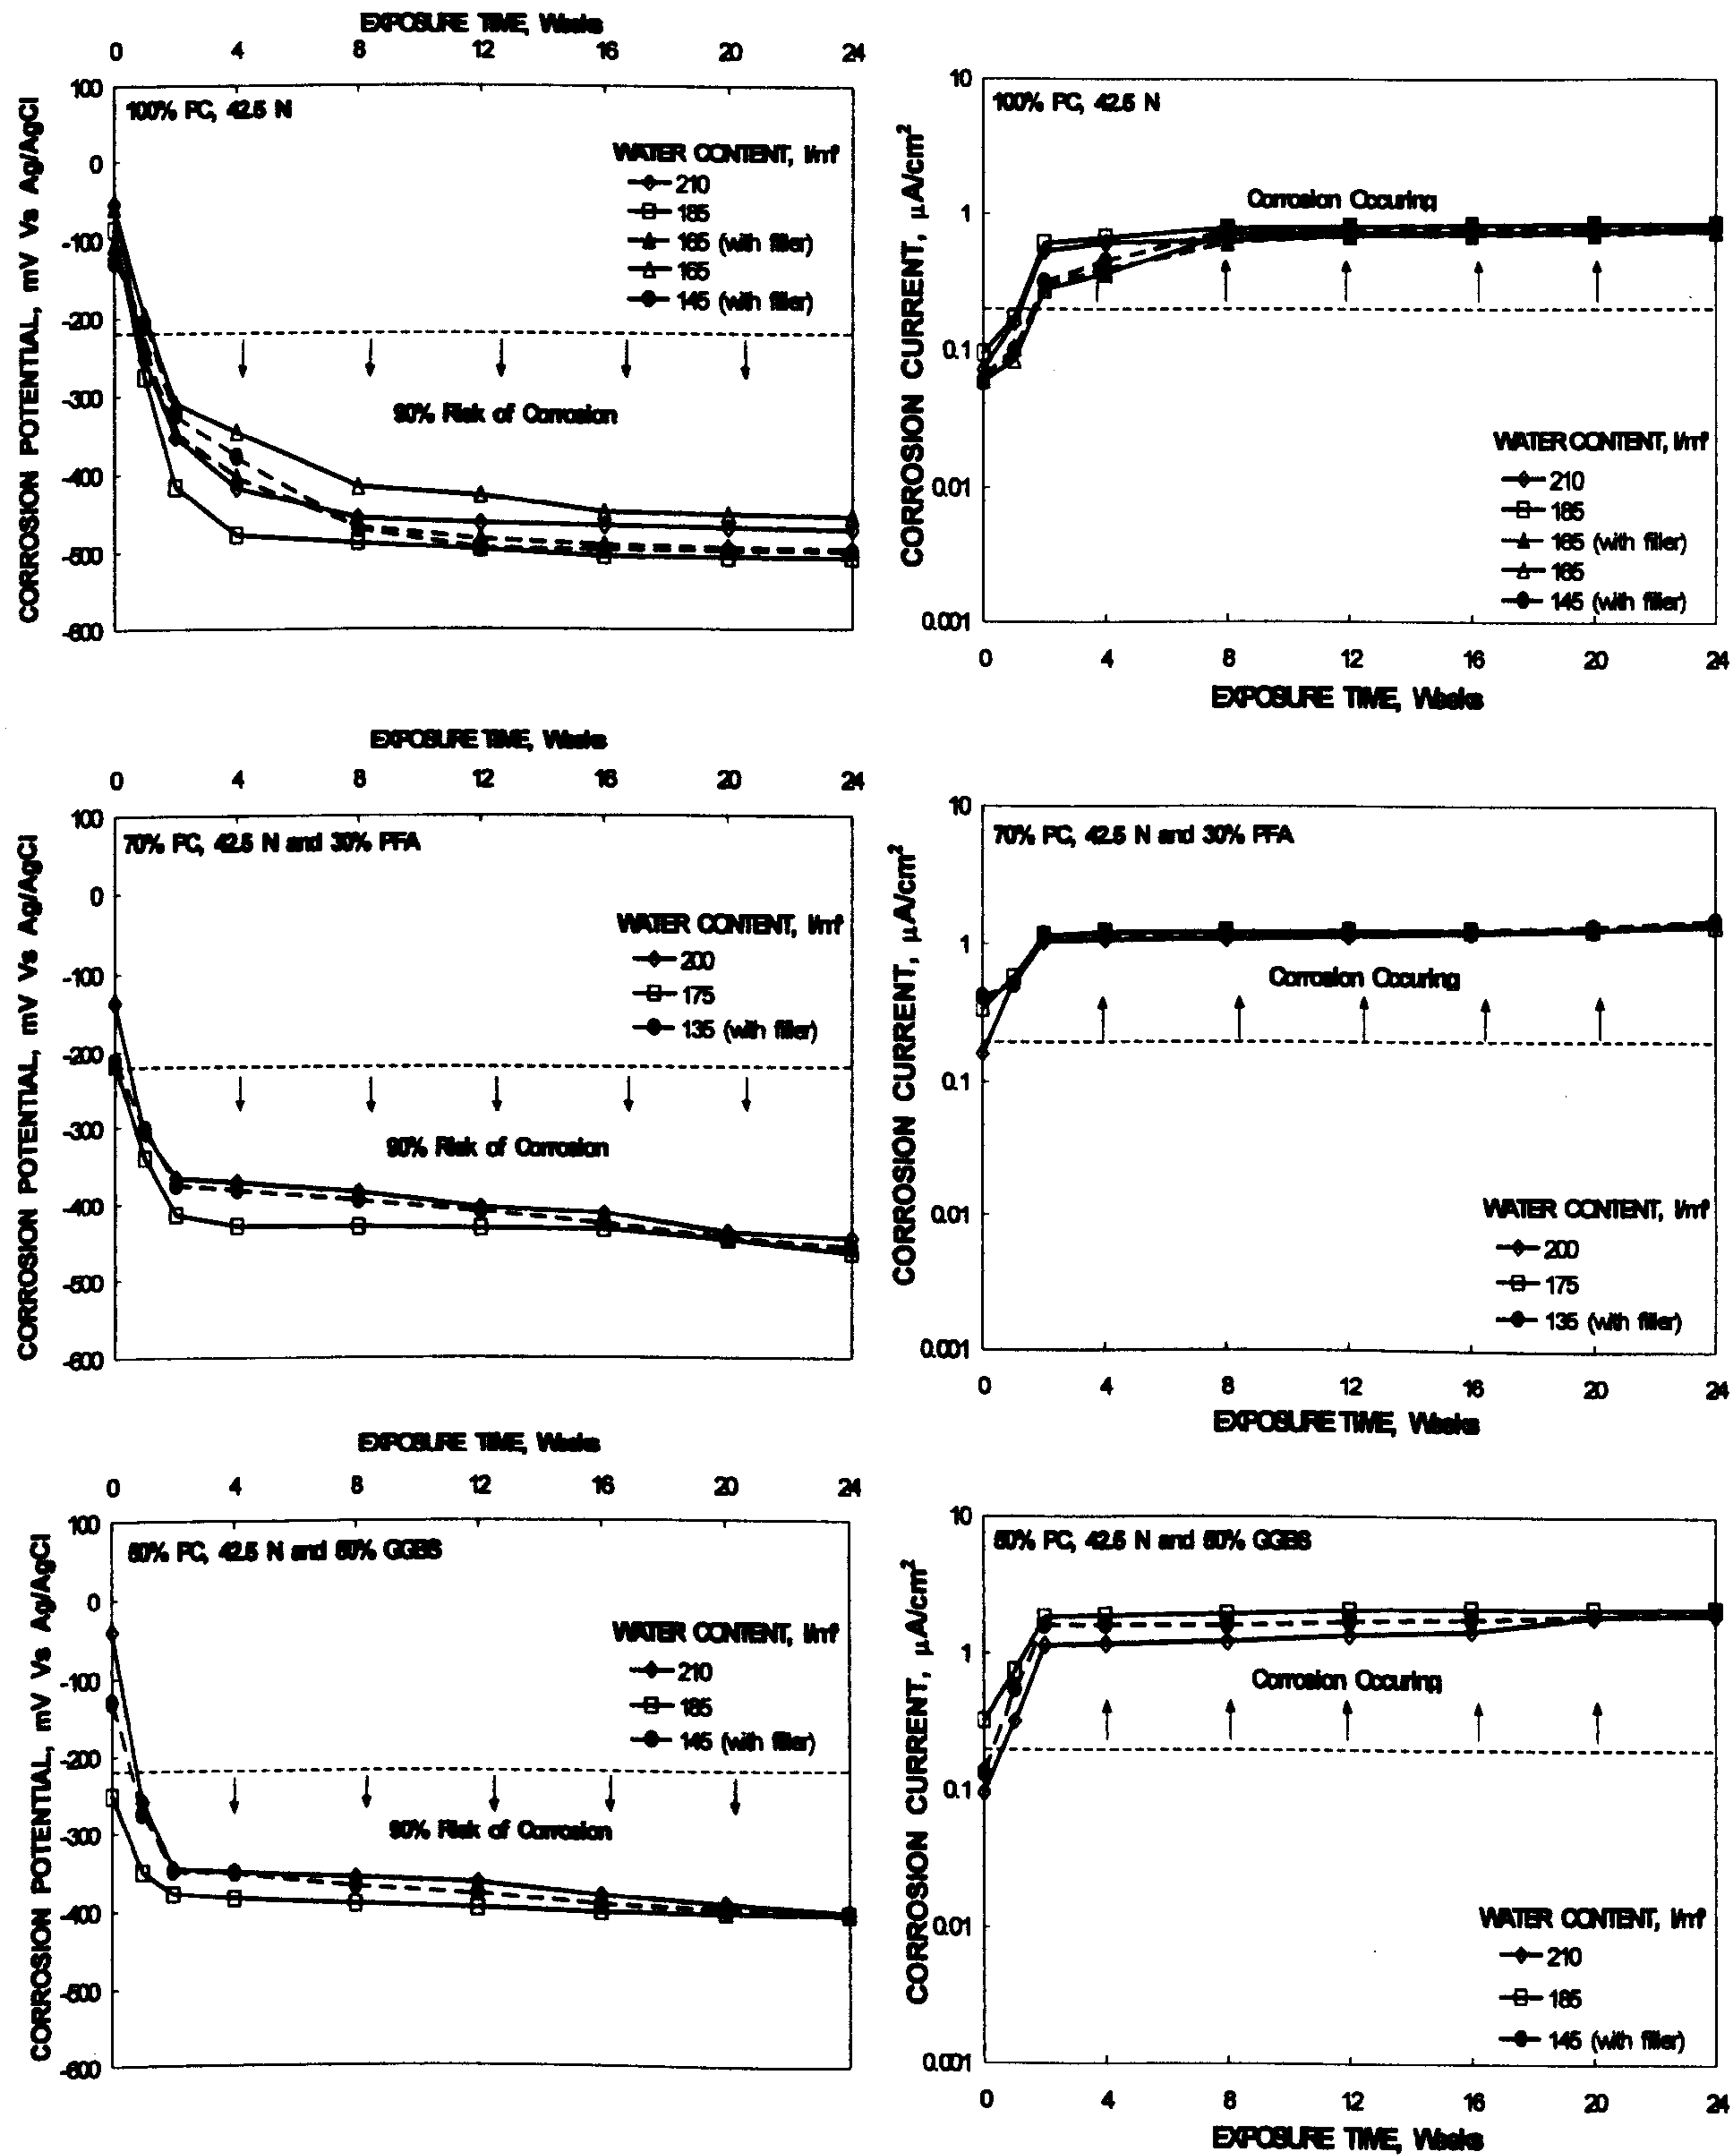 EXPOSURE TIME, Weeks
0 4 8 12 16 20 24
CORROSION POTENTIAL, mV Vs Ag/AgCl
100
0
-100
-200
-300
-400
-500
-600
100% PC, 42.5 N
WATER CONTENT, l/m³
210
185
165 (with filler)
165
145 (with filler)
90% Risk of Corrosion
CORROSION CURRENT, μA/cm²
10
1
0.1
0.01
0.001
100% PC, 42.5 N
Corrosion Occuring
WATER CONTENT, l/m³
210
185
165 (with filler)
165
145 (with filler)
0 4 8 12 16 20 24
EXPOSURE TIME, Weeks
EXPOSURE TIME, Weeks
0 4 8 12 16 20 24
CORROSION POTENTIAL, mV Vs Ag/AgCl
100
0
-100
-200
-300
-400
-500
-600
70% PC, 42.5 N and 30% PFA
WATER CONTENT, l/m³
200
175
135 (with filler)
90% Risk of Corrosion
CORROSION CURRENT, μA/cm²
10
1
0.1
0.01
0.001
70% PC, 42.5 N and 30% PFA
Corrosion Occuring
WATER CONTENT, l/m³
200
175
135 (with filler)
0 4 8 12 16 20 24
EXPOSURE TIME, Weeks
EXPOSURE TIME, Weeks
0 4 8 12 16 20 24
CORROSION POTENTIAL, mV Vs Ag/AgCl
100
0
-100
-200
-300
-400
-500
-600
50% PC, 42.5 N and 50% GGBS
WATER CONTENT, l/m³
210
185
145 (with filler)
90% Risk of Corrosion
CORROSION CURRENT, μA/cm²
10
1
0.1
0.01
0.001
50% PC, 42.5 N and 50% GGBS
Corrosion Occuring
WATER CONTENT, l/m³
210
185
145 (with filler)
0 4 8 12 16 20 24
EXPOSURE TIME, Weeks